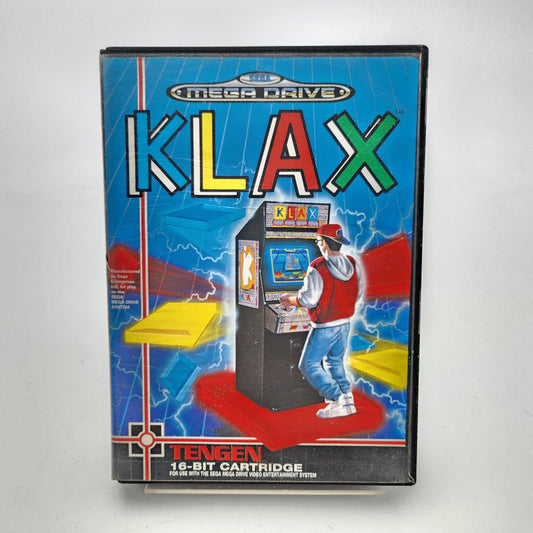 SEGA
MEGA DRIVE
KLAX
TM
KLAX
K
Manufactured
by Sega
Enterprises
Ltd. for play
on the
SEGA
MEGA DRIVE
SYSTEM.
TENGEN
16-BIT CARTRIDGE
FOR USE WITH THE SEGA MEGA DRIVE VIDEO ENTERTAINMENT SYSTEM